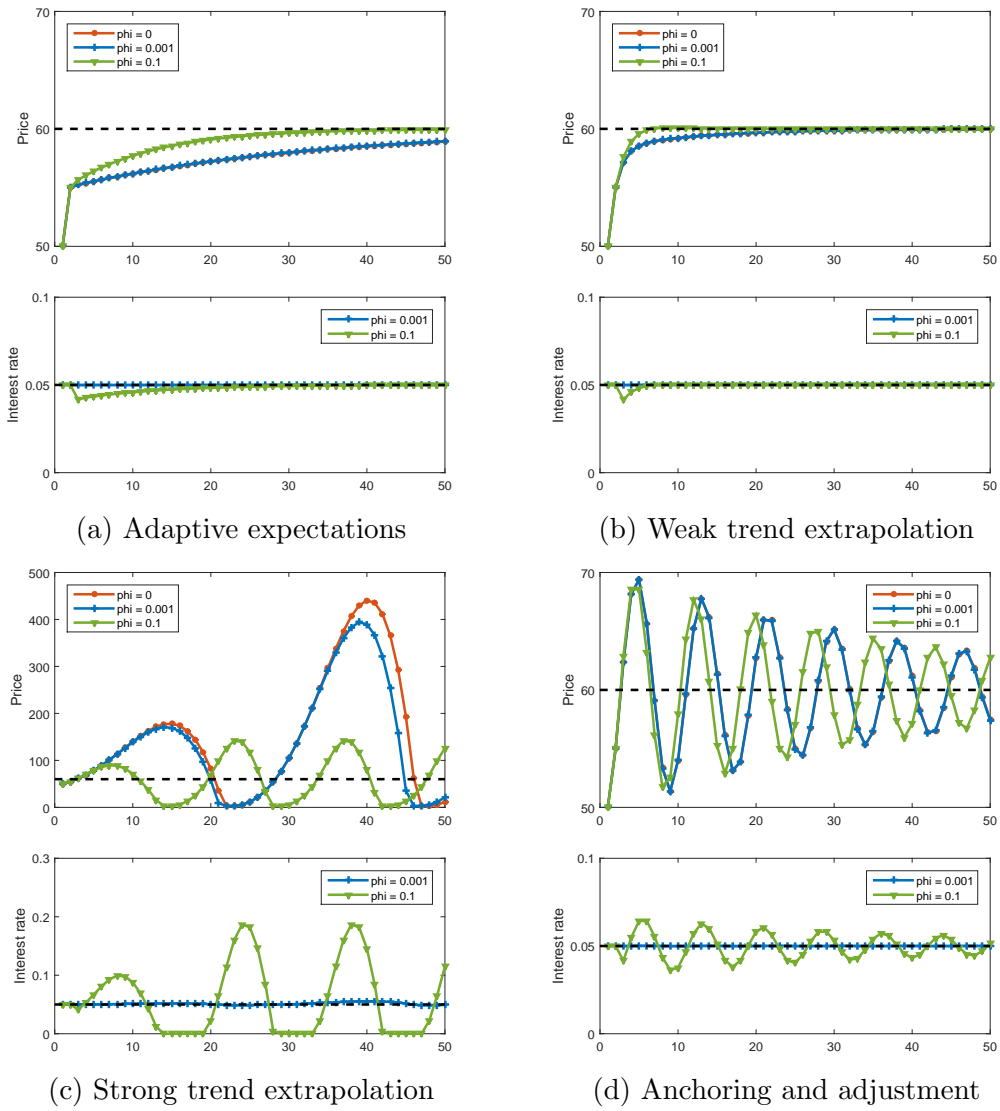 70
60
50
Price
phi = 0
phi = 0.001
phi = 0.1
0 10 20 30 40 50
0.1
0.05
0
Interest rate
phi = 0.001
phi = 0.1
0 10 20 30 40 50
(a) Adaptive expectations
70
60
50
Price
phi = 0
phi = 0.001
phi = 0.1
0 10 20 30 40 50
0.1
0.05
0
Interest rate
phi = 0.001
phi = 0.1
0 10 20 30 40 50
(b) Weak trend extrapolation
500
400
300
200
100
0
Price
phi = 0
phi = 0.001
phi = 0.1
0 10 20 30 40 50
0.3
0.2
0.1
0
Interest rate
phi = 0.001
phi = 0.1
0 10 20 30 40 50
(c) Strong trend extrapolation
70
60
50
Price
phi = 0
phi = 0.001
phi = 0.1
0 10 20 30 40 50
0.1
0.05
0
Interest rate
phi = 0.001
phi = 0.1
0 10 20 30 40 50
(d) Anchoring and adjustment